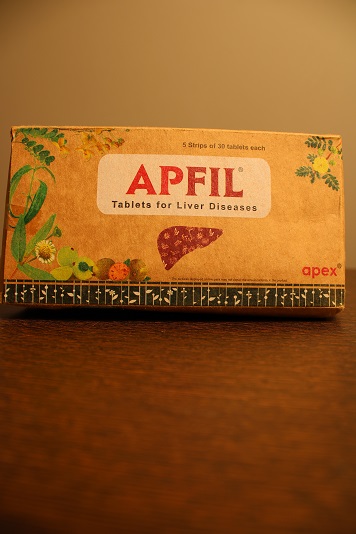 5 Strips of 30 tablets each
APFIL®
Tablets for Liver Diseases
apex®